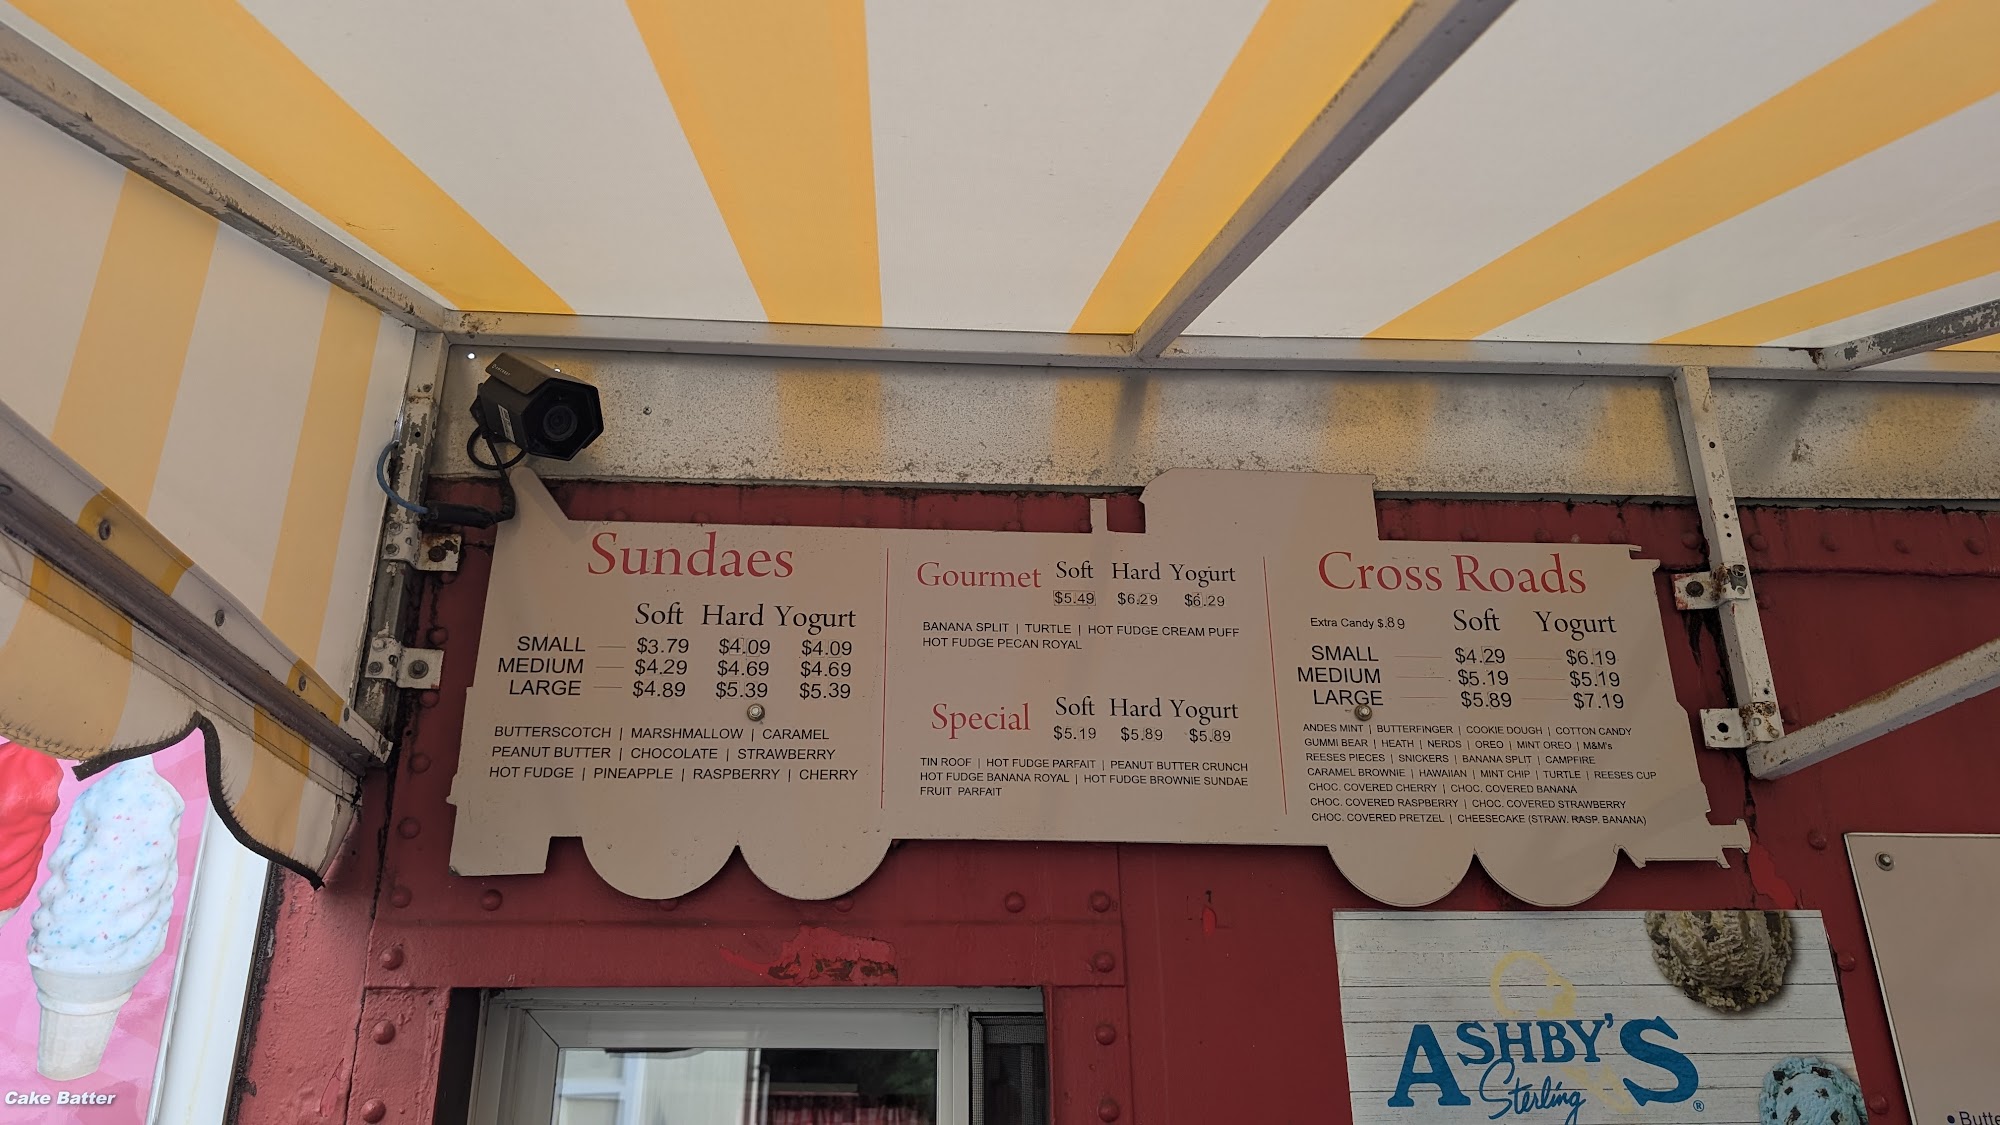 Sundaes
Soft Hard Yogurt
SMALL $3.79 $4.09 $4.09
MEDIUM $4.29 $4.69 $4.69
LARGE $4.89 $5.39 $5.39
BUTTERSCOTCH | MARSHMALLOW | CARAMEL
PEANUT BUTTER | CHOCOLATE | STRAWBERRY
HOT FUDGE | PINEAPPLE | RASPBERRY | CHERRY
Gourmet Soft Hard Yogurt
$5.49 $6.29 $6.29
BANANA SPLIT | TURTLE | HOT FUDGE CREAM PUFF
HOT FUDGE PECAN ROYAL
Special Soft Hard Yogurt
$5.19 $5.89 $5.89
TIN ROOF | HOT FUDGE PARFAIT | PEANUT BUTTER CRUNCH
HOT FUDGE BANANA ROYAL | HOT FUDGE BROWNIE SUNDAE
FRUIT PARFAIT
Cross Roads
Extra Candy $.89 Soft Yogurt
SMALL $4.29 $6.19
MEDIUM $5.19 $5.19
LARGE $5.89 $7.19
ANDES MINT | BUTTERFINGER | COOKIE DOUGH | COTTON CANDY
GUMMI BEAR | HEATH | NERDS | OREO | MINT OREO | M&M's
REESES PIECES | SNICKERS | BANANA SPLIT | CAMPFIRE
CARAMEL BROWNIE | HAWAIIAN | MINT CHIP | TURTLE | REESES CUP
CHOC. COVERED CHERRY | CHOC. COVERED BANANA
CHOC. COVERED RASPBERRY | CHOC. COVERED STRAWBERRY
CHOC. COVERED PRETZEL | CHEESECAKE (STRAW. RASP. BANANA)
ASHBY'S
Sterling ®
Cake Batter